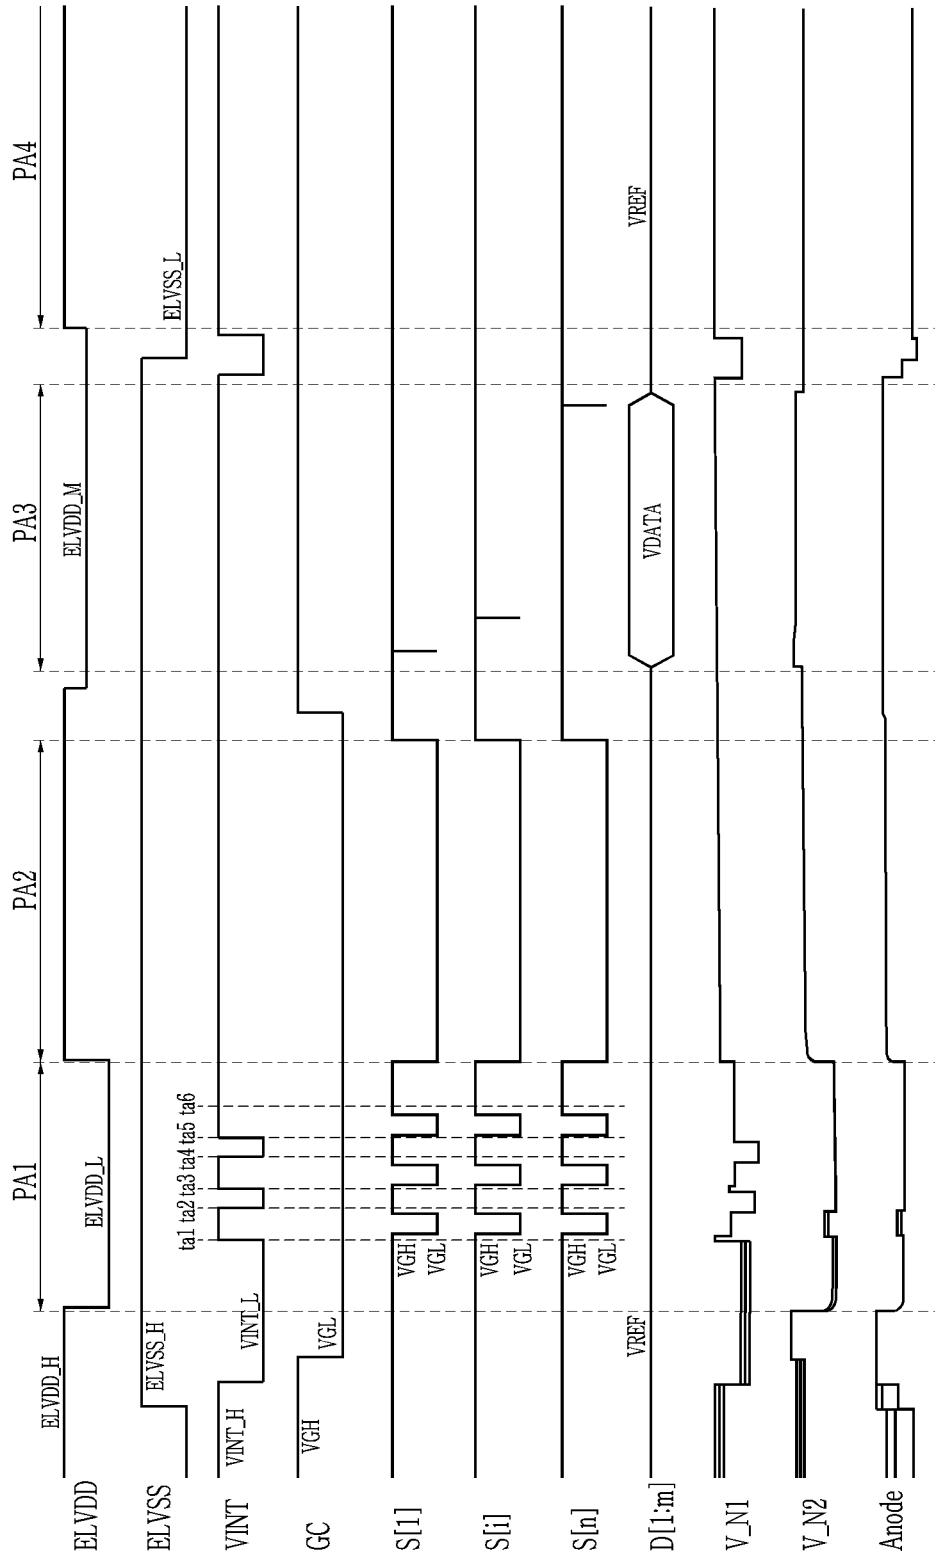 PA1 PA2 PA3 PA4
ELVDD ELVDD_H ELVDD_L ELVDD_M
ELVSS ELVSS_H ELVSS_L
ta1 ta2 ta3 ta4 ta5 ta6
VINT VINT_H VINT_L
GC VGH VGL
S[1] VGH VGL
S[i] VGH VGL
S[n] VGH VGL
D[1:m] VREF VDATA VREF
V_N1
V_N2
Anode